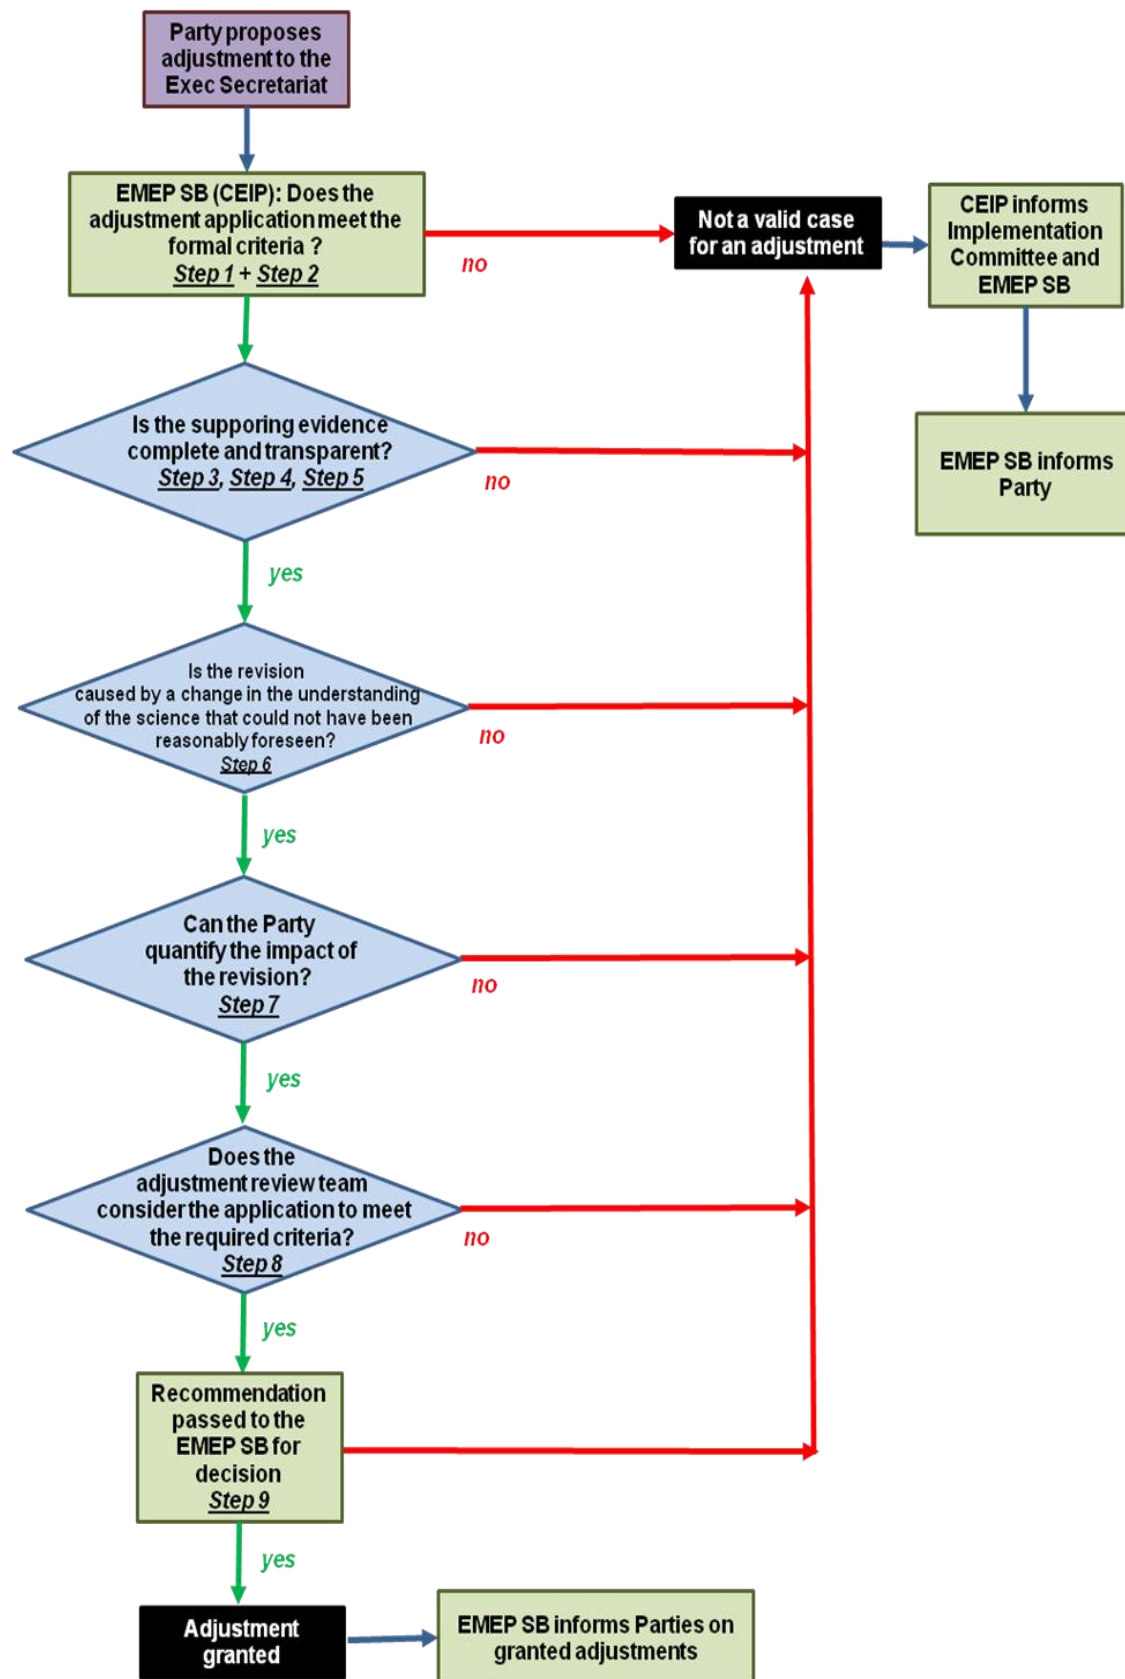 Party proposes
adjustment to the
Exec Secretariat
EMEP SB (CEIP): Does the
adjustment application meet the
formal criteria ?
Step 1 + Step 2
no
Not a valid case
for an adjustment
CEIP informs
Implementation
Committee and
EMEP SB
EMEP SB informs
Party
Is the supporing evidence
complete and transparent?
Step 3, Step 4, Step 5
no
yes
Is the revision
caused by a change in the understanding
of the science that could not have been
reasonably foreseen?
Step 6
no
yes
Can the Party
quantify the impact of
the revision?
Step 7
no
yes
Does the
adjustment review team
consider the application to meet
the required criteria?
Step 8
no
yes
Recommendation
passed to the
EMEP SB for
decision
Step 9
yes
Adjustment
granted
EMEP SB informs Parties on
granted adjustments